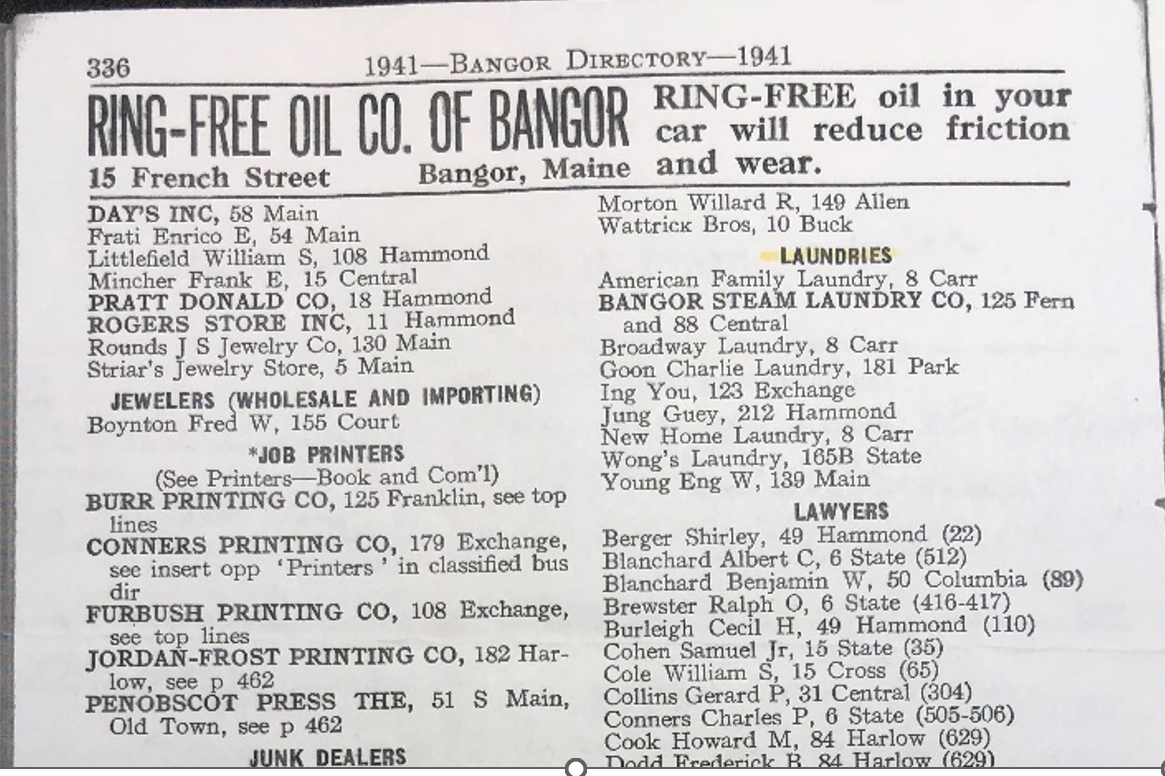 336
1941—BANGOR DIRECTORY—1941
RING-FREE OIL CO. OF BANGOR
15 French Street Bangor, Maine
RING-FREE oil in your
car will reduce friction
and wear.
DAY'S INC, 58 Main
Frati Enrico E, 54 Main
Littlefield William S, 108 Hammond
Mincher Frank E, 15 Central
PRATT DONALD CO, 18 Hammond
ROGERS STORE INC, 11 Hammond
Rounds J S Jewelry Co, 130 Main
Striar's Jewelry Store, 5 Main
JEWELERS (WHOLESALE AND IMPORTING)
Boynton Fred W, 155 Court
*JOB PRINTERS
(See Printers—Book and Com'l)
BURR PRINTING CO, 125 Franklin, see top
lines
CONNERS PRINTING CO, 179 Exchange,
see insert opp 'Printers' in classified bus
dir
FURBUSH PRINTING CO, 108 Exchange,
see top lines
JORDAN-FROST PRINTING CO, 182 Har-
low, see p 462
PENOBSCOT PRESS THE, 51 S Main,
Old Town, see p 462
JUNK DEALERS
Morton Willard R, 149 Allen
Wattrick Bros, 10 Buck
LAUNDRIES
American Family Laundry, 8 Carr
BANGOR STEAM LAUNDRY CO, 125 Fern
and 88 Central
Broadway Laundry, 8 Carr
Goon Charlie Laundry, 181 Park
Ing You, 123 Exchange
Jung Guey, 212 Hammond
New Home Laundry, 8 Carr
Wong's Laundry, 165B State
Young Eng W, 139 Main
LAWYERS
Berger Shirley, 49 Hammond (22)
Blanchard Albert C, 6 State (512)
Blanchard Benjamin W, 50 Columbia (89)
Brewster Ralph O, 6 State (416-417)
Burleigh Cecil H, 49 Hammond (110)
Cohen Samuel Jr, 15 State (35)
Cole William S, 15 Cross (65)
Collins Gerard P, 31 Central (304)
Conners Charles P, 6 State (505-506)
Cook Howard M, 84 Harlow (629)
Dodd Frederick B, 84 Harlow (629)